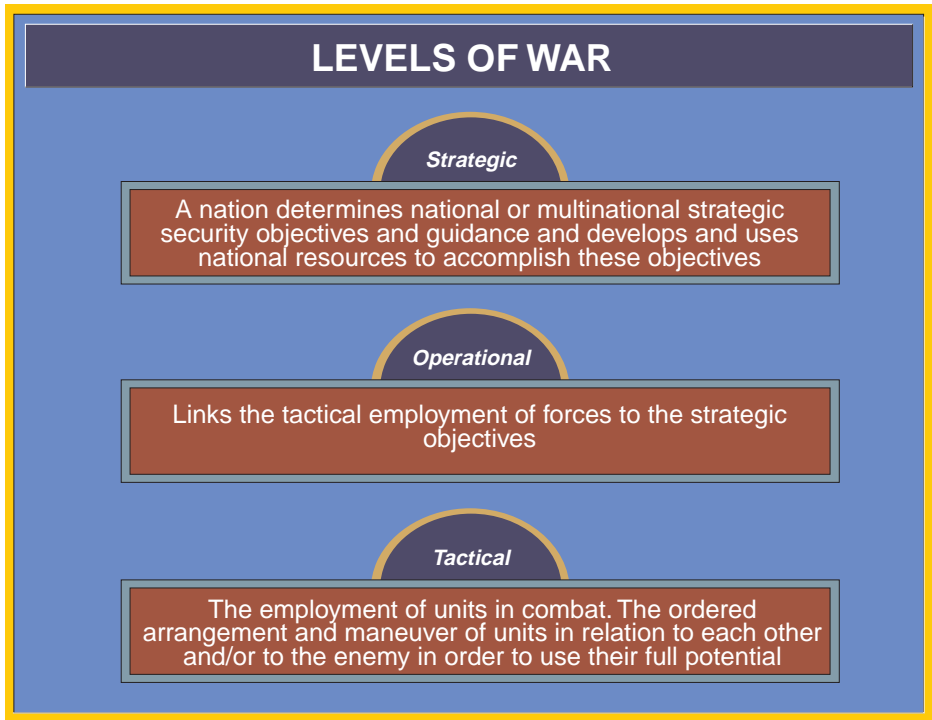 LEVELS OF WAR
Strategic
A nation determines national or multinational strategic
security objectives and guidance and develops and uses
national resources to accomplish these objectives
Operational
Links the tactical employment of forces to the strategic
objectives
Tactical
The employment of units in combat. The ordered
arrangement and maneuver of units in relation to each other
and/or to the enemy in order to use their full potential